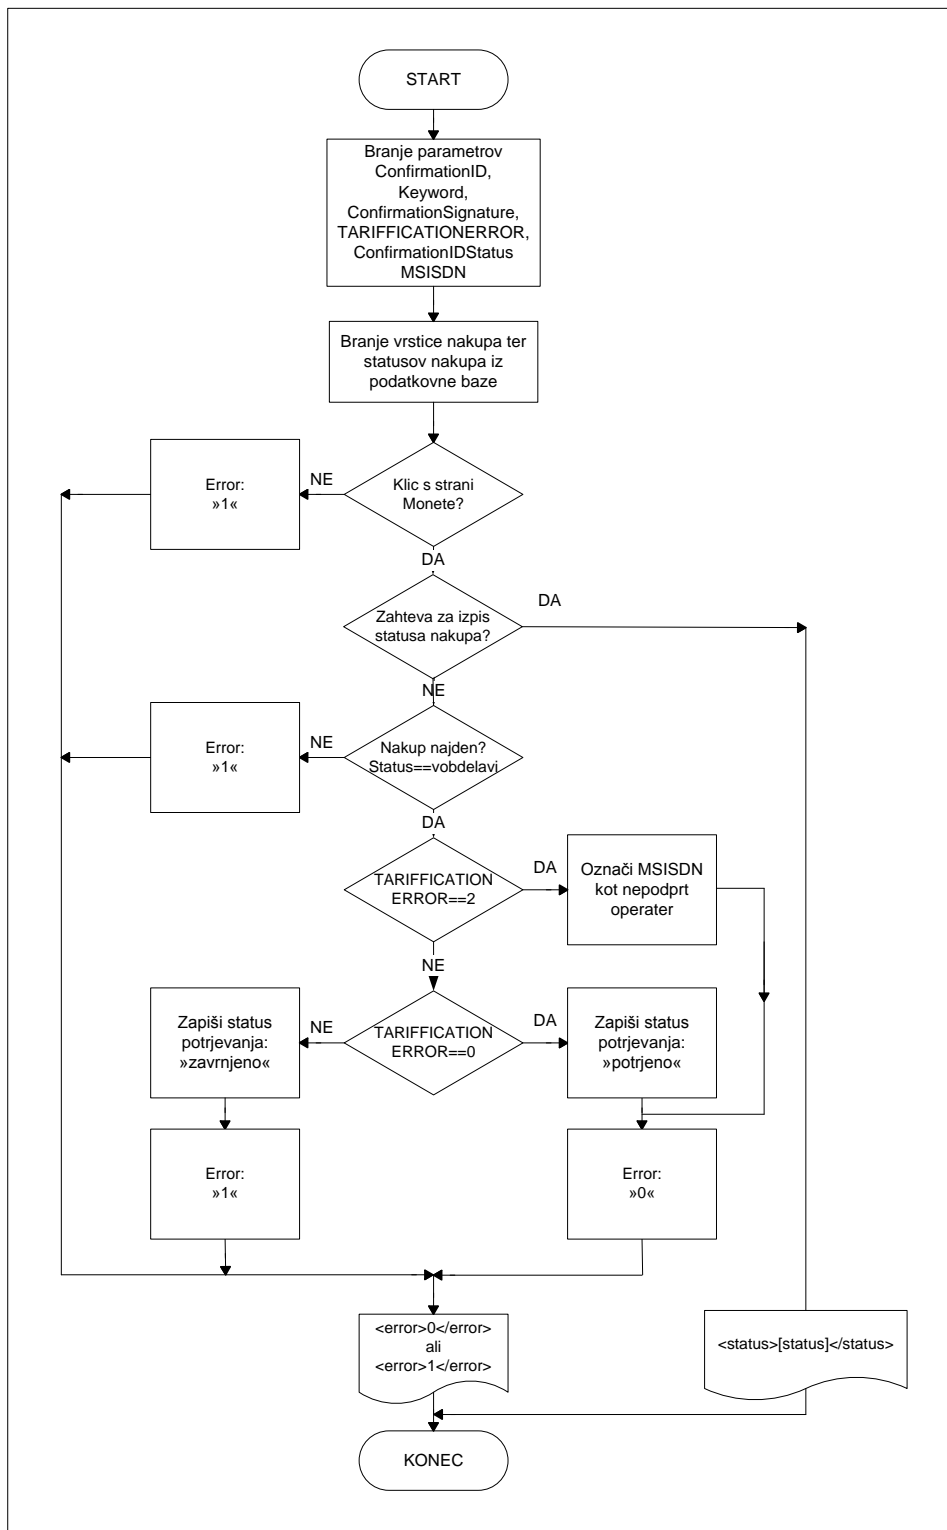 START
Branje parametrov
ConfirmationID,
Keyword,
ConfirmationSignature,
TARIFFICATIONERROR,
ConfirmationIDStatus
MSISDN
Branje vrstice nakupa ter
statusov nakupa iz
podatkovne baze
Error:
»1«
NE
Klic s strani
Monete?
DA
Zahteva za izpis
statusa nakupa?
DA
NE
Error:
»1«
NE
Nakup najden?
Status==vobdelavi
DA
TARIFFICATION
ERROR==2
DA
Označi MSISDN
kot nepodprt
operater
NE
Zapiši status
potrjevanja:
»zavrnjeno«
NE
TARIFFICATION
ERROR==0
DA
Zapiši status
potrjevanja:
»potrjeno«
Error:
»1«
Error:
»0«
<error>0</error>
ali
<error>1</error>
<status>[status]</status>
KONEC